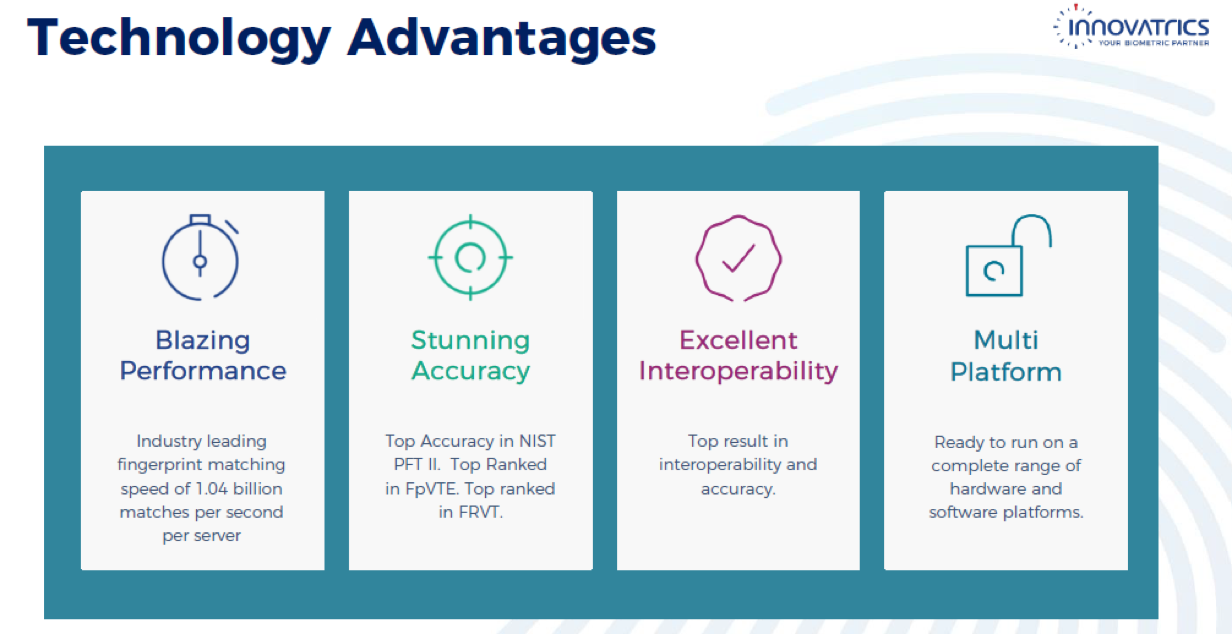 Technology Advantages
INNOVATRICS
YOUR BIOMETRIC PARTNER
Blazing
Performance
Industry leading
fingerprint matching
speed of 1.04 billion
matches per second
per server
Stunning
Accuracy
Top Accuracy in NIST
PFT II. Top Ranked
in FpVTE. Top ranked
in FRVT.
Excellent
Interoperability
Top result in
interoperability and
accuracy.
Multi
Platform
Ready to run on a
complete range of
hardware and
software platforms.